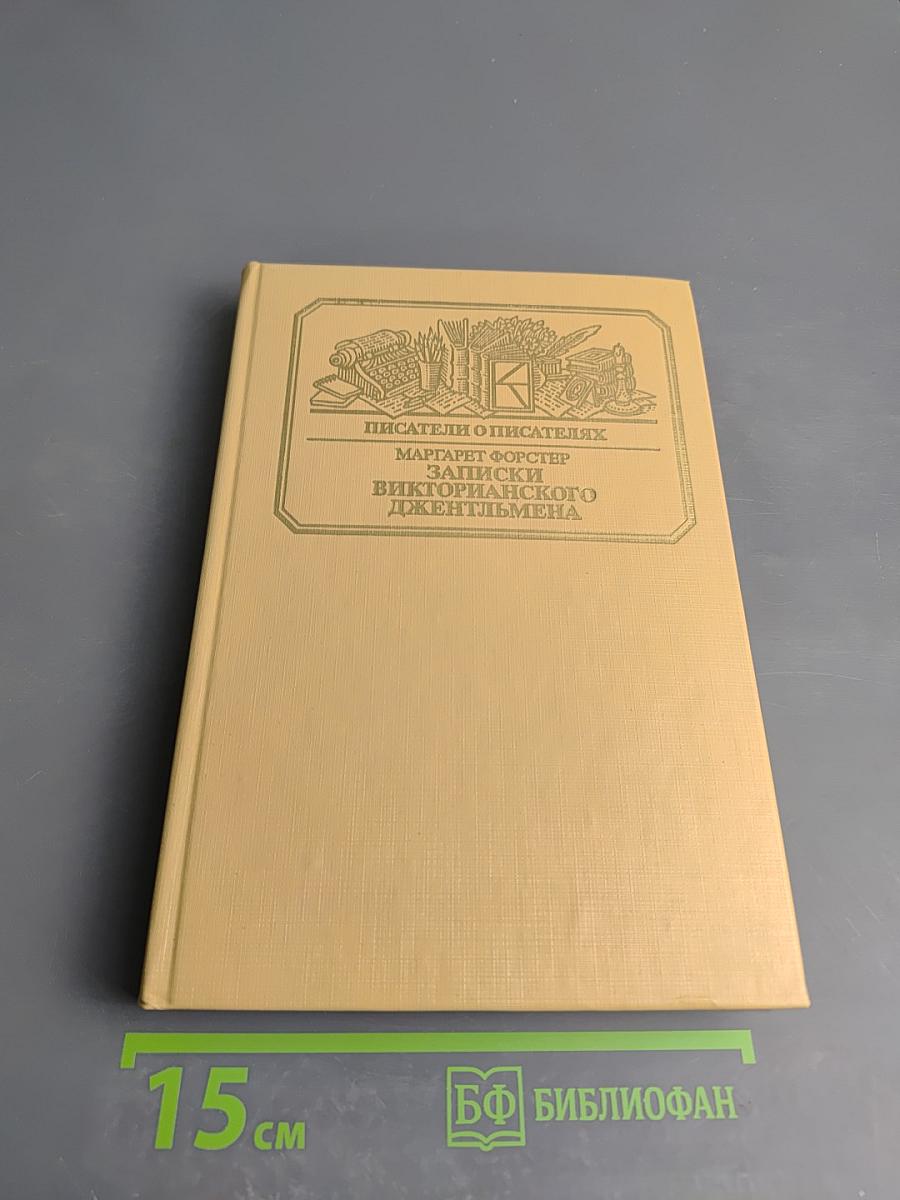 ПИСАТЕЛИ О ПИСАТЕЛЯХ
МАРГАРЕТ ФОРСТЕР
ЗАПИСКИ
ВИКТОРИАНСКОГО
ДЖЕНТЛЬМЕНА
15 см
БФ БИБЛИОФАН